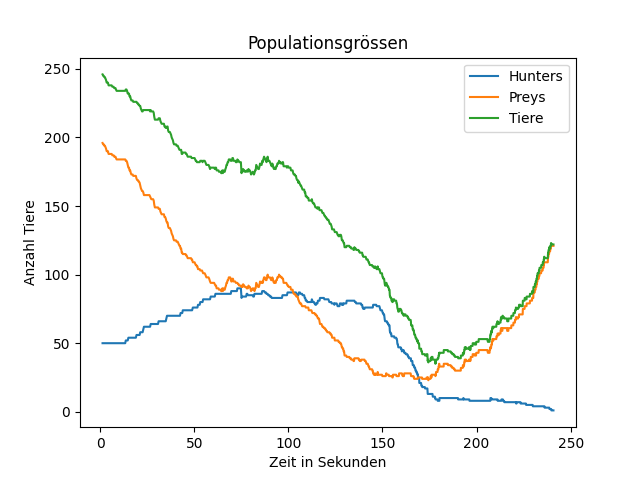 Populationsgrössen
Hunters
Preys
Tiere
Anzahl Tiere
250
200
150
100
50
0
0 50 100 150 200 250
Zeit in Sekunden